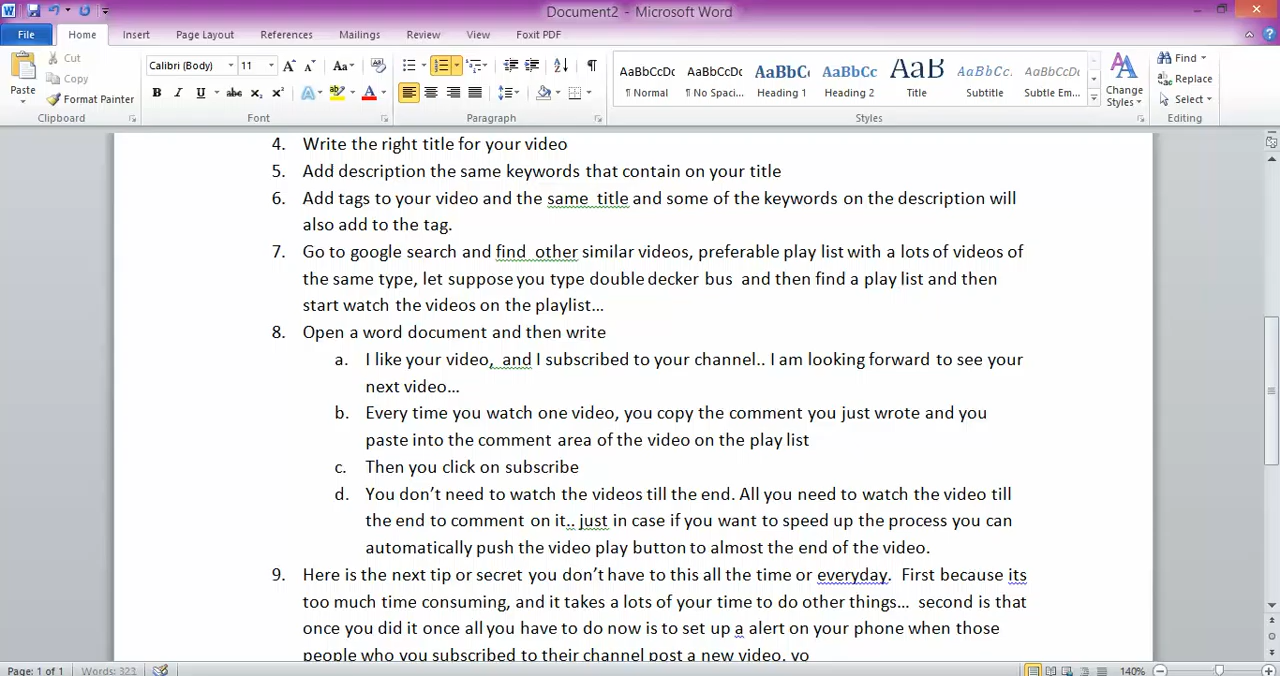 Document2 - Microsoft Word
File Home Insert Page Layout References Mailings Review View Foxit PDF
Paste
Cut
Copy
Format Painter
Clipboard
Calibri (Body) 11
Font
Paragraph
AaBbCcDc AaBbCcDc AaBbC AaBbCc AaB AaBbCc. AaBbCcDc
¶ Normal ¶ No Spaci... Heading 1 Heading 2 Title Subtitle Subtle Em...
Styles
Change Styles
Find
Replace
Select
Editing
4. Write the right title for your video
5. Add description the same keywords that contain on your title
6. Add tags to your video and the same title and some of the keywords on the description will
also add to the tag.
7. Go to google search and find other similar videos, preferable play list with a lots of videos of
the same type, let suppose you type double decker bus and then find a play list and then
start watch the videos on the playlist…
8. Open a word document and then write
a. I like your video, and I subscribed to your channel.. I am looking forward to see your
next video…
b. Every time you watch one video, you copy the comment you just wrote and you
paste into the comment area of the video on the play list
c. Then you click on subscribe
d. You don’t need to watch the videos till the end. All you need to watch the video till
the end to comment on it.. just in case if you want to speed up the process you can
automatically push the video play button to almost the end of the video.
9. Here is the next tip or secret you don’t have to this all the time or everyday. First because its
too much time consuming, and it takes a lots of your time to do other things… second is that
once you did it once all you have to do now is to set up a alert on your phone when those
people who you subscribed to their channel post a new video, yo
Page: 1 of 1 Words: 323 140%